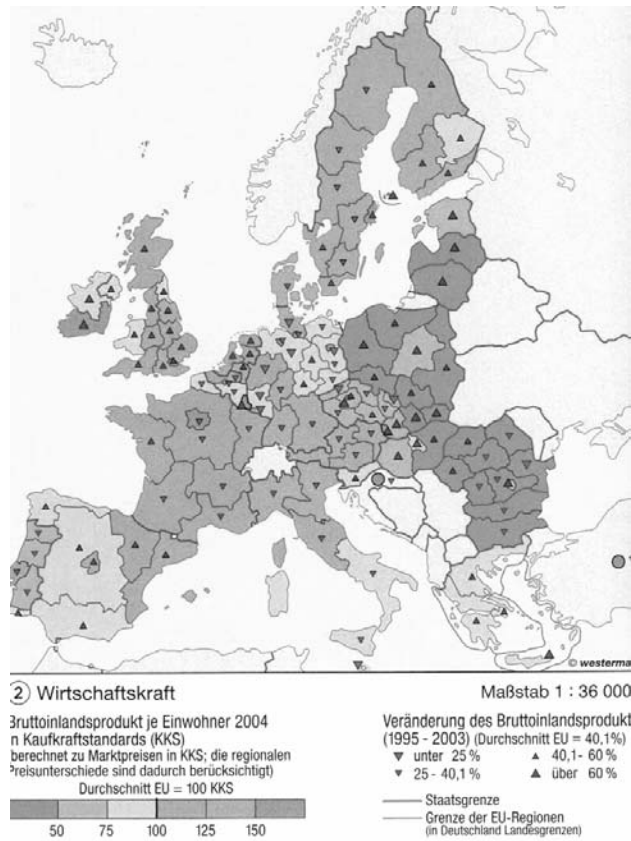 © westerma
2 Wirtschaftskraft
Maßstab 1 : 36 000
Bruttoinlandsprodukt je Einwohner 2004
n Kaufkraftstandards (KKS)
berechnet zu Marktpreisen in KKS; die regionalen
Preisunterschiede sind dadurch berücksichtigt)
Durchschnitt EU = 100 KKS
50 75 100 125 150
Veränderung des Bruttoinlandsprodukt
(1995 - 2003) (Durchschnitt EU = 40,1%)
unter 25 % 40,1- 60 %
25 - 40,1 % über 60 %
Staatsgrenze
Grenze der EU-Regionen
(in Deutschland Landesgrenzen)